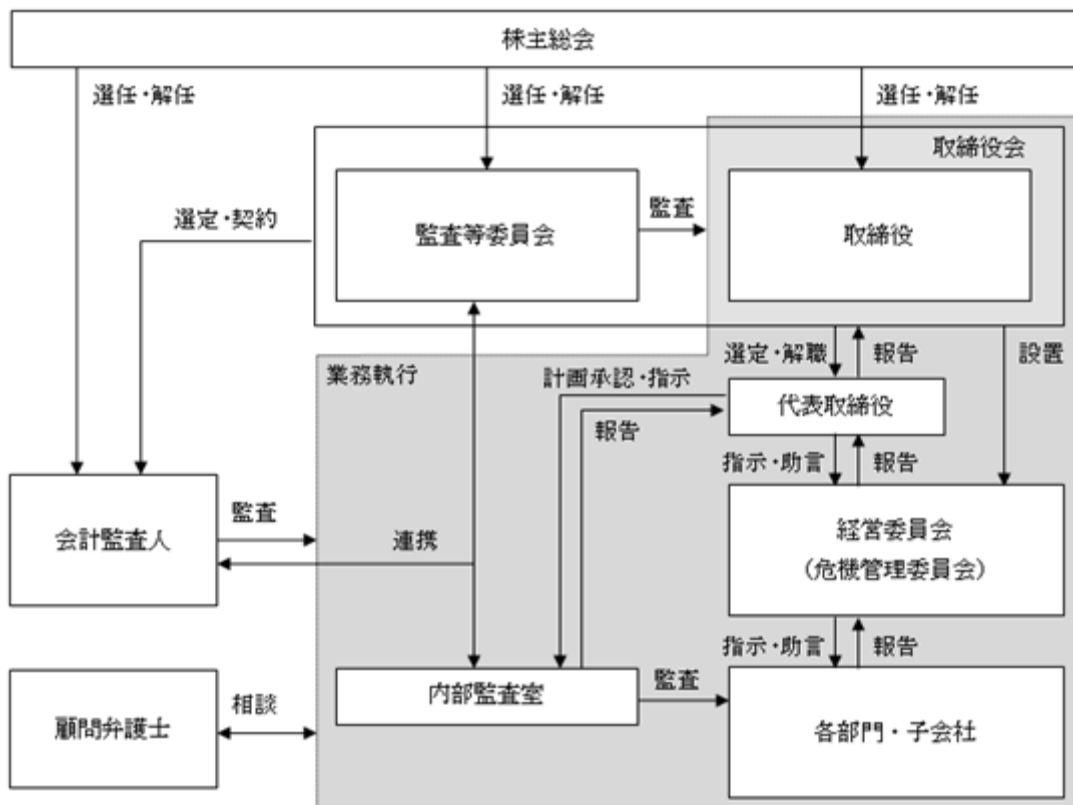 株主総会
選任・解任
選任・解任
選任・解任
取締役会
監査等委員会
監査
取締役
選定・契約
選定・解職
報告
設置
業務執行
計画承認・指示
代表取締役
報告
指示・助言
報告
会計監査人
監査
連携
経営委員会
(危機管理委員会)
指示・助言
報告
内部監査室
監査
各部門・子会社
顧問弁護士
相談